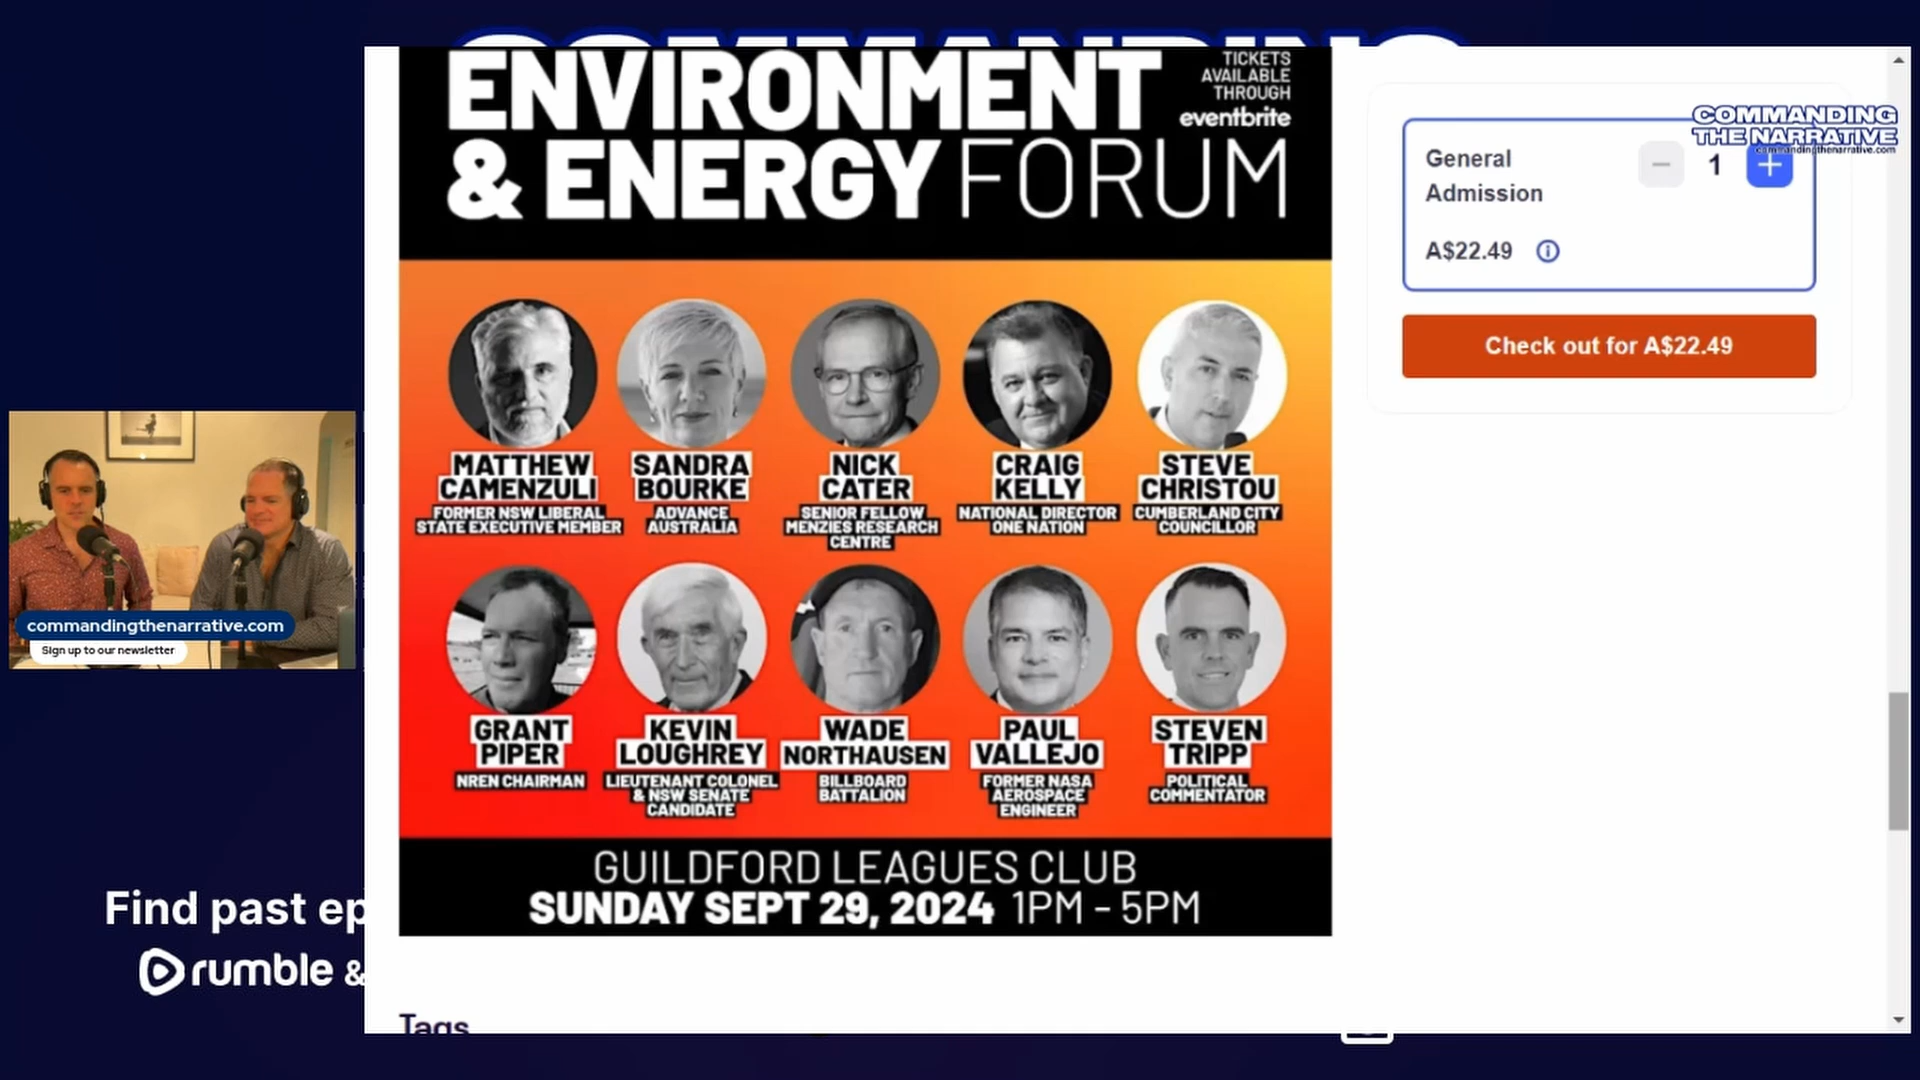 ENVIRONMENT
& ENERGY FORUM
TICKETS
AVAILABLE
THROUGH
eventbrite
MATTHEW
CAMENZULI
FORMER NSW LIBERAL
STATE EXECUTIVE MEMBER
SANDRA
BOURKE
ADVANCE
AUSTRALIA
NICK
CATER
SENIOR FELLOW
MENZIES RESEARCH
CENTRE
CRAIG
KELLY
NATIONAL DIRECTOR
ONE NATION
STEVE
CHRISTOU
CUMBERLAND CITY
COUNCILLOR
GRANT
PIPER
NREN CHAIRMAN
KEVIN
LOUGHREY
LIEUTENANT COLONEL
& NSW SENATE
CANDIDATE
WADE
NORTHAUSEN
BILLBOARD
BATTALION
PAUL
VALLEJO
FORMER NASA
AEROSPACE
ENGINEER
STEVEN
TRIPP
POLITICAL
COMMENTATOR
GUILDFORD LEAGUES CLUB
SUNDAY SEPT 29, 2024 1PM - 5PM
Tags
General
Admission
1
A$22.49
Check out for A$22.49
COMMANDING
THE NARRATIVE
commandingthenarrative.com
commandingthenarrative.com
Sign up to our newsletter
Find past ep
rumble &